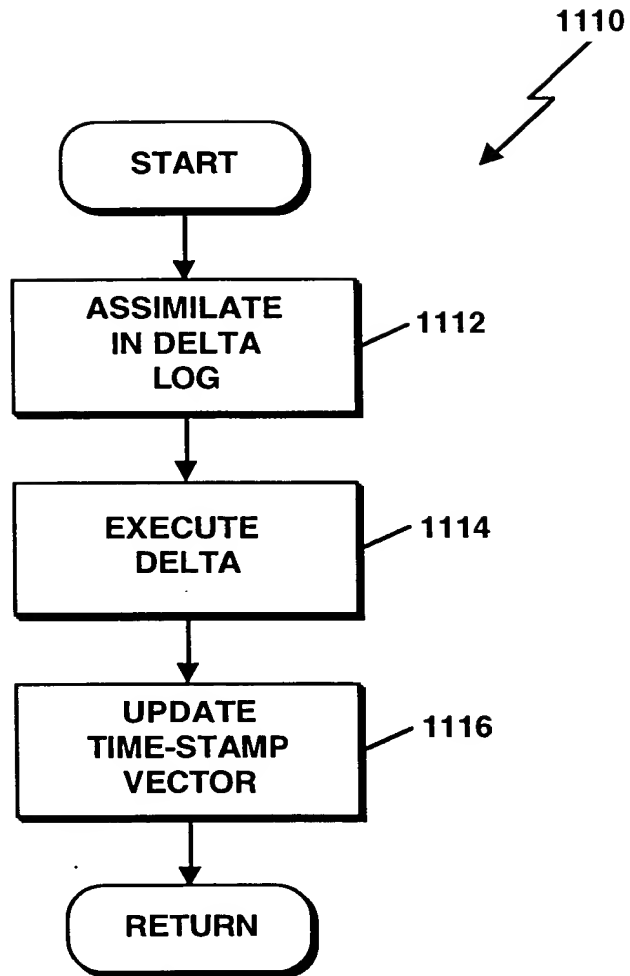 1110
START
ASSIMILATE
IN DELTA
LOG
1112
EXECUTE
DELTA
1114
UPDATE
TIME-STAMP
VECTOR
1116
RETURN